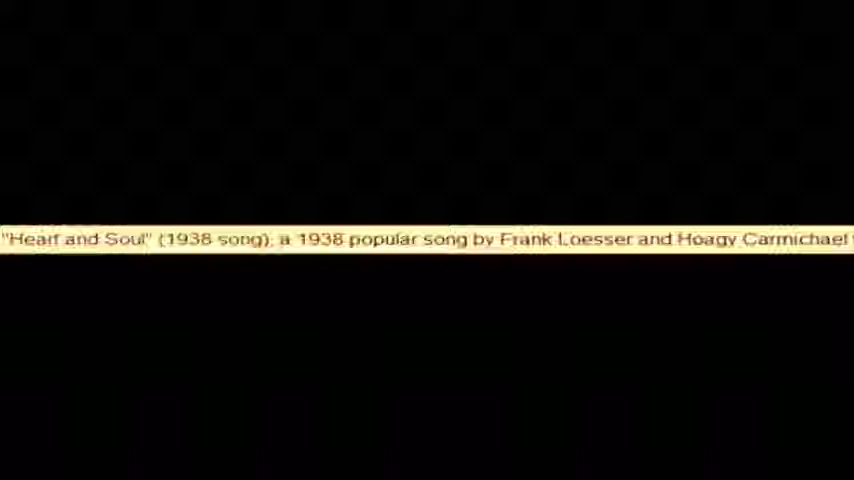 "Heart and Soul" (1938 song), a 1938 popular song by Frank Loesser and Hoagy Carmichael